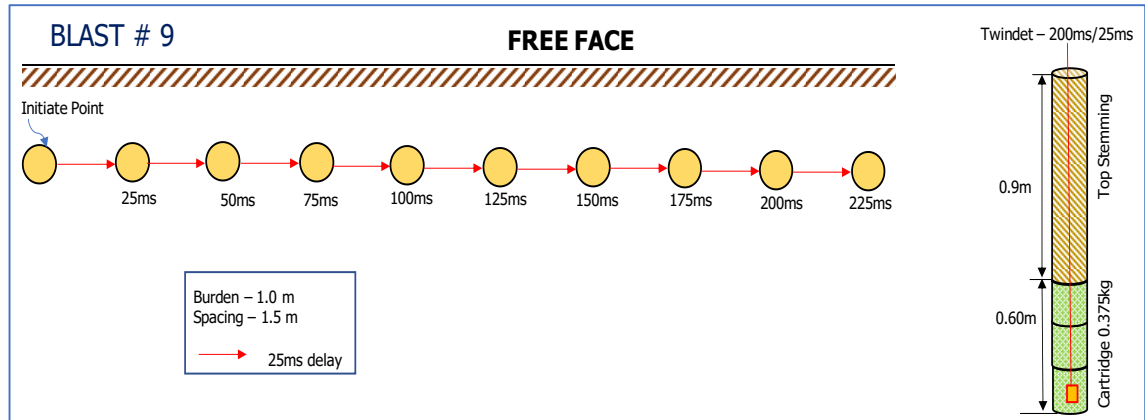 BLAST # 9
FREE FACE
Twindet – 200ms/25ms
Initiate Point
25ms
50ms
75ms
100ms
125ms
150ms
175ms
200ms
225ms
Burden – 1.0 m
Spacing – 1.5 m
25ms delay
0.9m
Top Stemming
0.60m
Cartridge 0.375kg